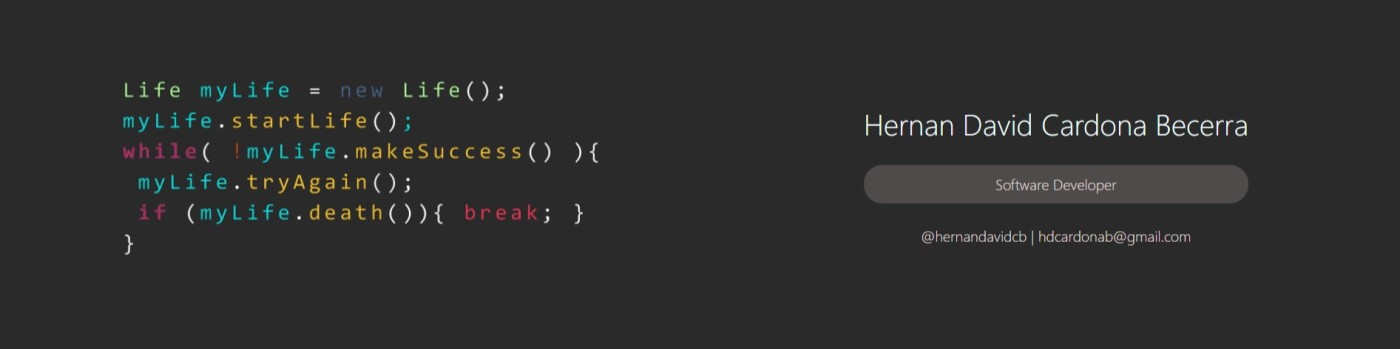 Life myLife = new Life();
myLife.startLife();
while( !myLife.makeSuccess() ){
 myLife.tryAgain();
 if (myLife.death()){ break; }
}
Hernan David Cardona Becerra
Software Developer
@hernandavidcb | hdcardonab@gmail.com